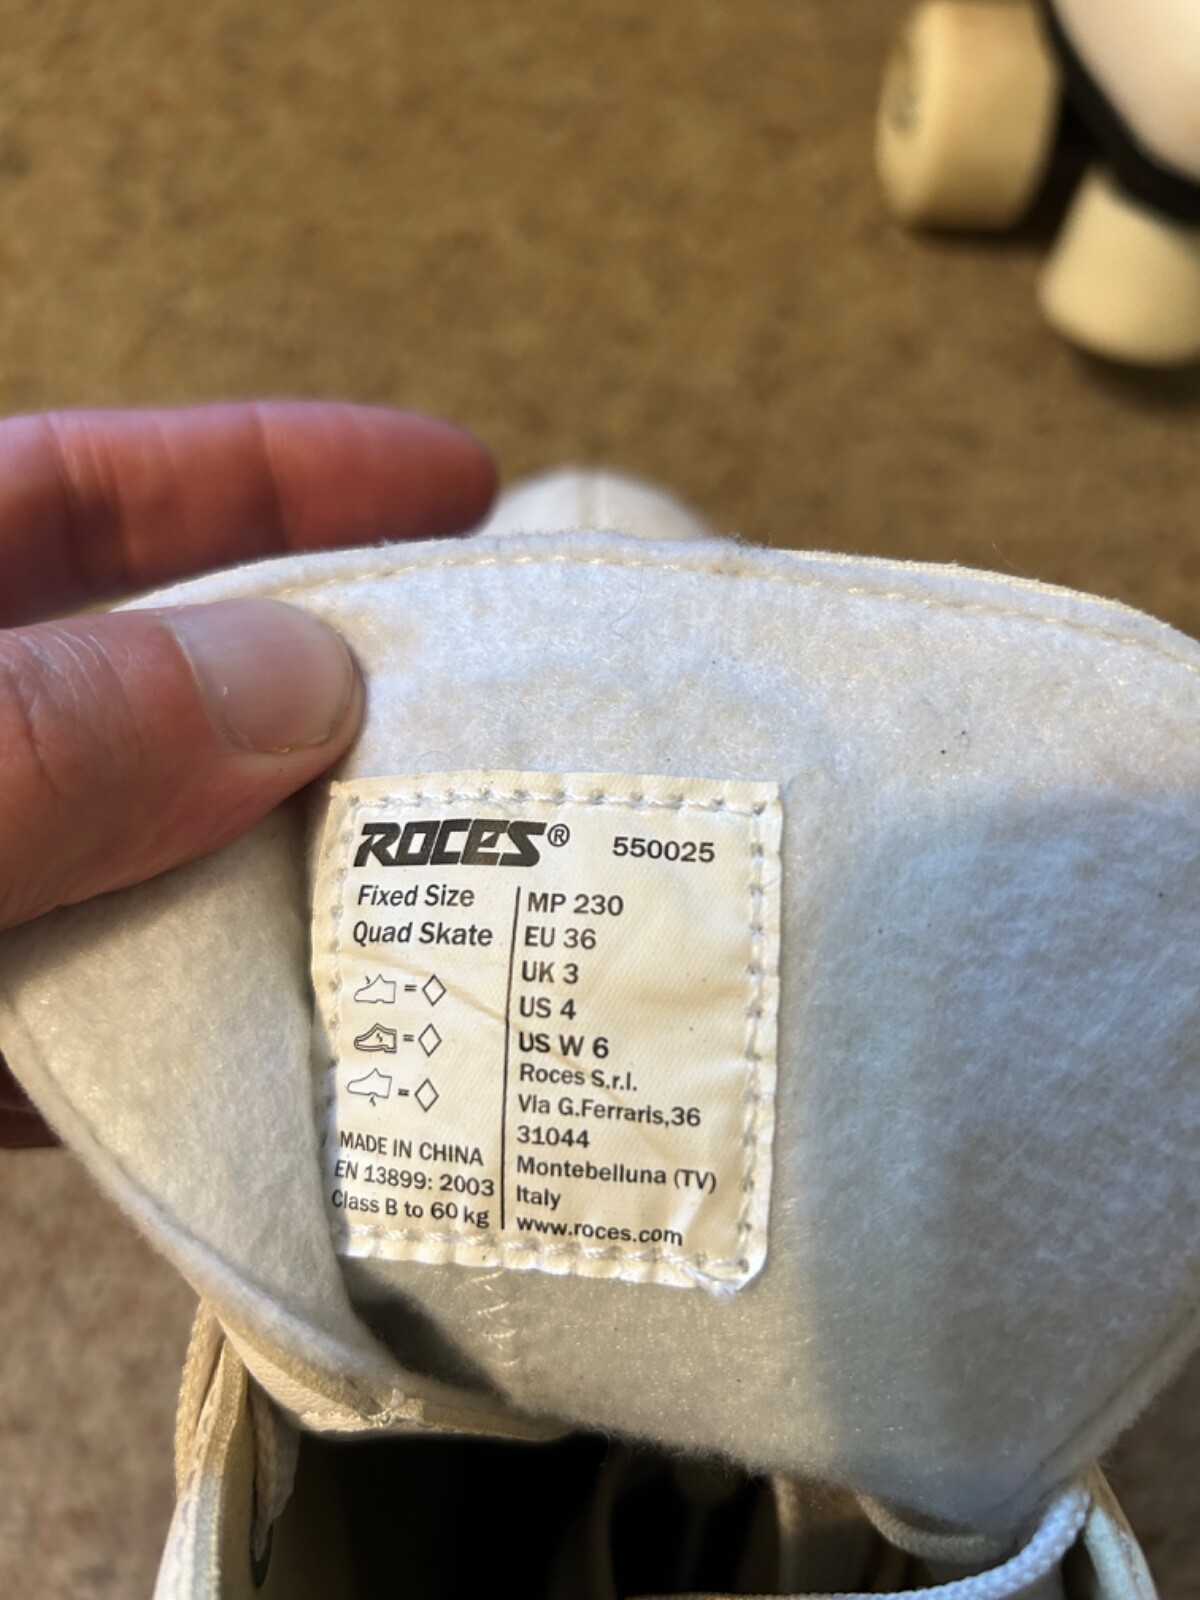 ROCES® 550025
Fixed Size
Quad Skate
=
=
=
MADE IN CHINA
EN 13899: 2003
Class B to 60 kg
MP 230
EU 36
UK 3
US 4
US W 6
Roces S.r.l.
Via G.Ferraris,36
31044
Montebelluna (TV)
Italy
www.roces.com